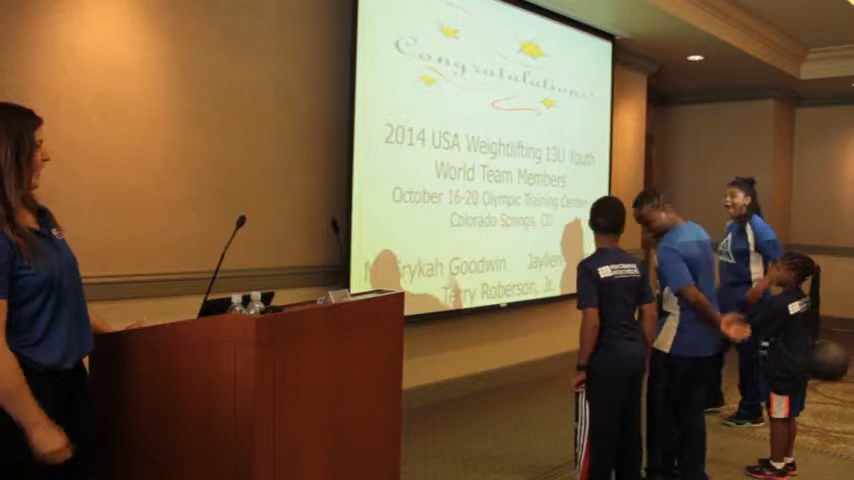 Congratulations!
2014 USA Weightlifting 13U Youth
World Team Members
October 16-20 Olympic Training Center
Colorado Springs, CO
Goodwin Jaylien
Terry Roberson, Jr.